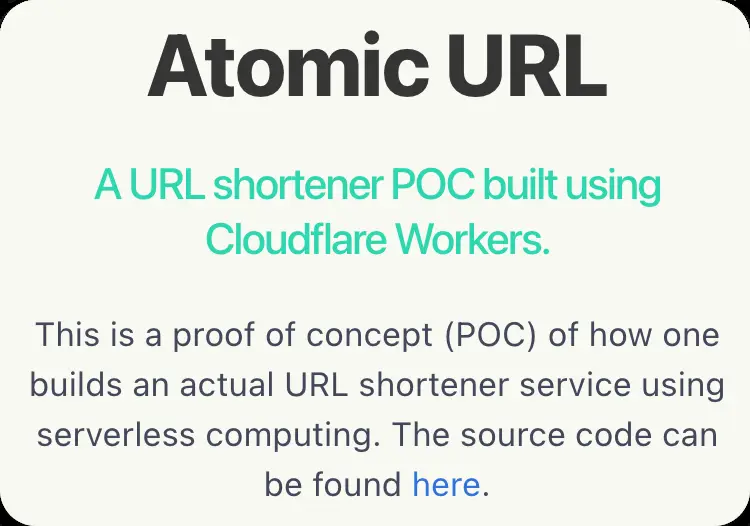 Atomic URL
A URL shortener POC built using
Cloudflare Workers.
This is a proof of concept (POC) of how one
builds an actual URL shortener service using
serverless computing. The source code can
be found here.